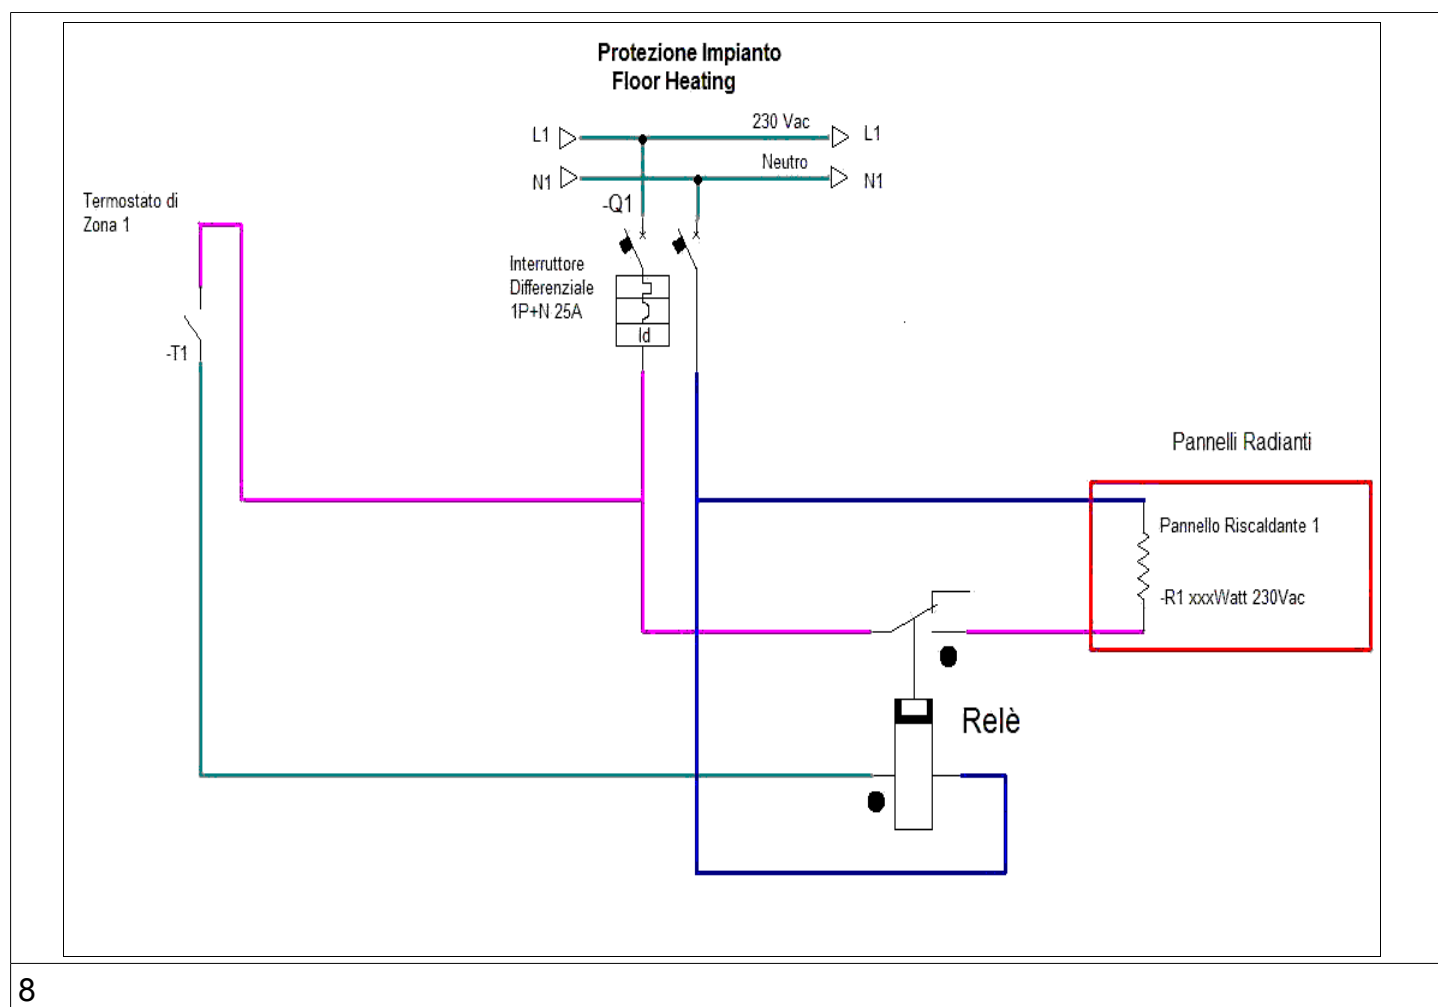 Protezione Impianto
Floor Heating
230 Vac
L1
L1
Neutro
N1
N1
Termostato di
Zona 1
-Q1
Interruttore
Differenziale
1P+N 25A
Id
-T1
Pannelli Radianti
Pannello Riscaldante 1
-R1 xxxWatt 230Vac
Relè
8